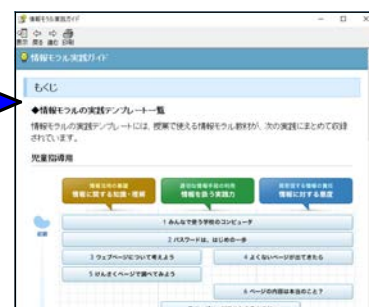 情報モラル実践ガイド
表示 戻る 進む 印刷
情報モラル実践ガイド
もくじ
◆情報モラルの実践テンプレート一覧
情報モラルの実践テンプレートには、授業で使える情報モラル教材が、次の実践にまとめて収録
されています。
児童指導用
情報に関する知識・理解
情報を扱う実践力
情報に対する態度
1 みんなで使う学校のコンピュータ
2 パスワードは、はじめの一歩
3 ウェブページについて考えよう
4 よくないページが出てきたら
5 けんさくページで調べてみよう
6 ページの内容は本当のこと？